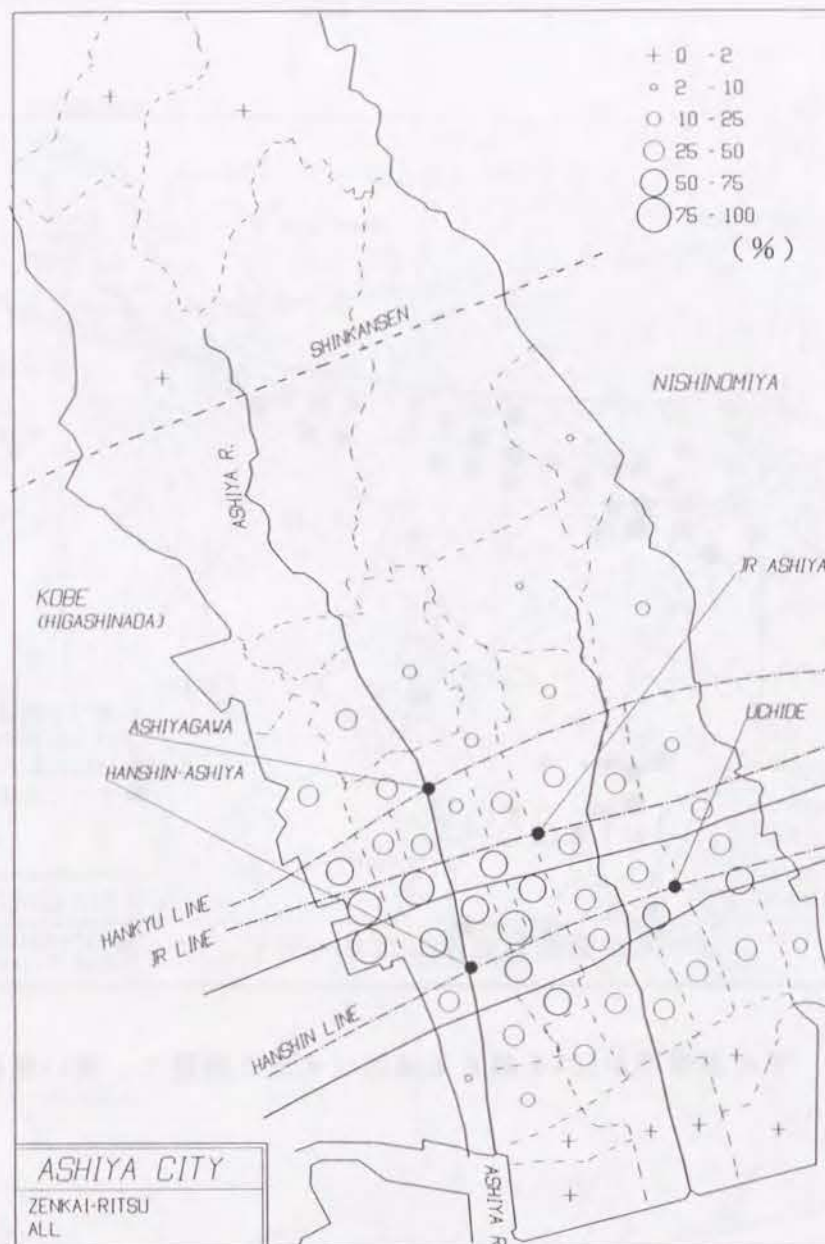 + 0 - 2
○ 2 - 10
○ 10 - 25
○ 25 - 50
○ 50 - 75
○ 75 - 100
(%)
SHINKANSEN
NISHINOMIYA
ASHIYA R.
KOBE
(HIGASHINADA)
JR ASHIYA
ASHIYAGAWA
UCHIDE
HANSHIN-ASHIYA
HANKYU LINE
JR LINE
HANSHIN LINE
ASHIYA CITY
ZENKAI-RITSU
ALL
ASHIYA R